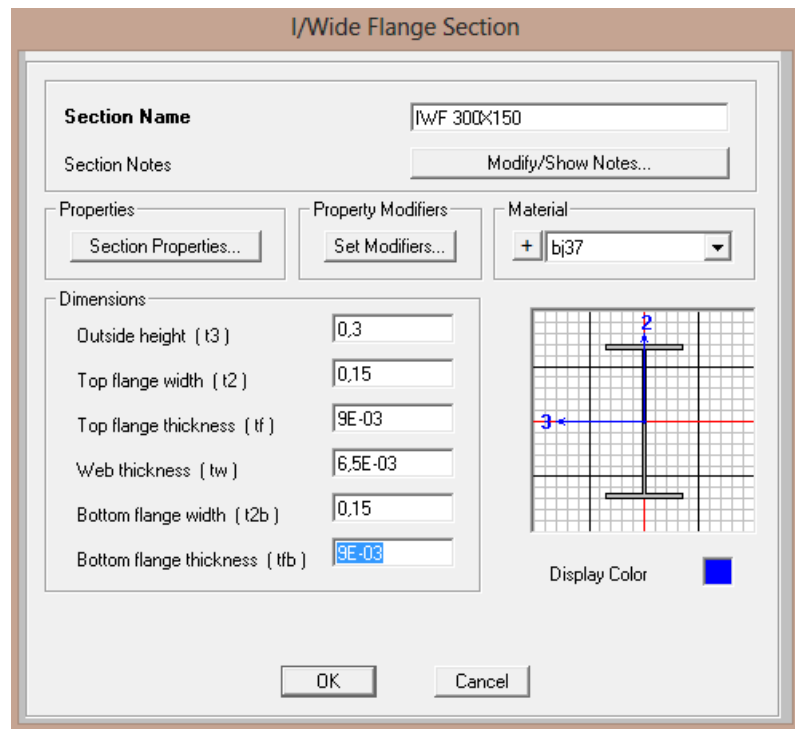 I/Wide Flange Section
Section Name
IWF 300X150
Section Notes
Modify/Show Notes...
Properties
Property Modifiers
Material
Section Properties...
Set Modifiers...
+
bj37
Dimensions
Outside height ( t3 )
0,3
Top flange width ( t2 )
0,15
Top flange thickness ( tf )
9E-03
Web thickness ( tw )
6,5E-03
Bottom flange width ( t2b )
0,15
Bottom flange thickness ( tfb )
9E-03
2
3
Display Color
OK
Cancel